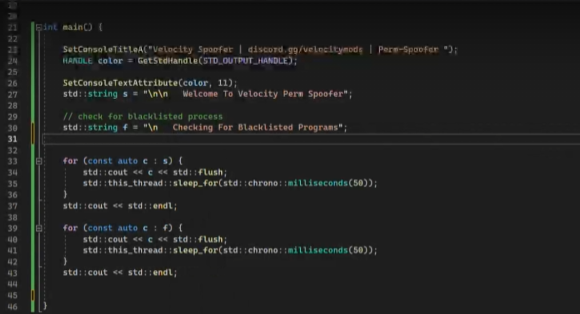 20
21 int main() {
22
23 SetConsoleTitleA("Velocity Spoofer | discord.gg/velocitymods | Perm-Spoofer ");
24 HANDLE color = GetStdHandle(STD_OUTPUT_HANDLE);
25
26 SetConsoleTextAttribute(color, 11);
27 std::string s = "\n\n   Welcome To Velocity Perm Spoofer";
28
29 // check for blacklisted process
30 std::string f = "\n   Checking For Blacklisted Programs";
31
32
33 for (const auto c : s) {
34 std::cout << c << std::flush;
35 std::this_thread::sleep_for(std::chrono::milliseconds(50));
36 }
37 std::cout << std::endl;
38
39 for (const auto c : f) {
40 std::cout << c << std::flush;
41 std::this_thread::sleep_for(std::chrono::milliseconds(50));
42 }
43 std::cout << std::endl;
44
45
46 }